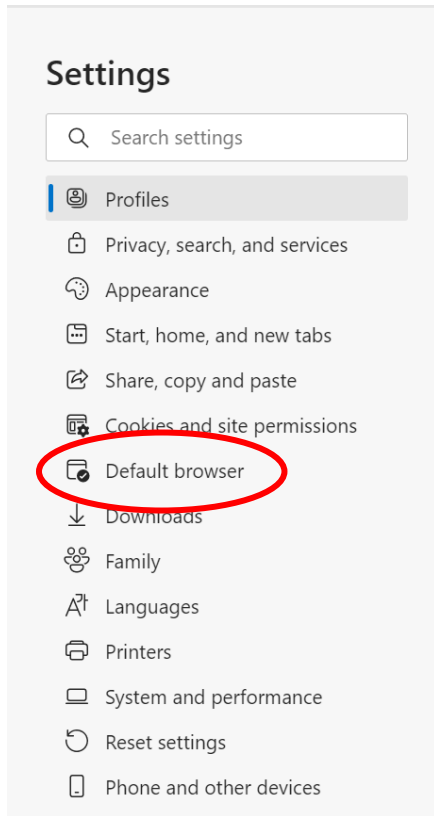 Settings
Search settings
Profiles
Privacy, search, and services
Appearance
Start, home, and new tabs
Share, copy and paste
Cookies and site permissions
Default browser
Downloads
Family
Languages
Printers
System and performance
Reset settings
Phone and other devices